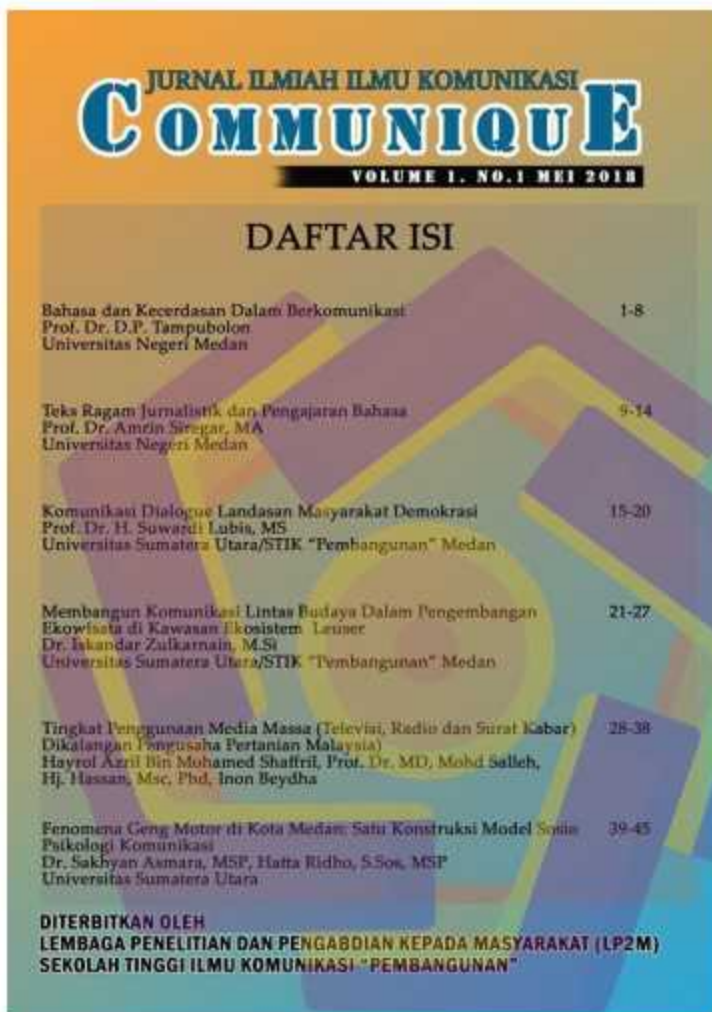 JURNAL ILMIAH ILMU KOMUNIKASI
COMMUNIQUE
VOLUME 1. NO.1 MEI 2018
DAFTAR ISI
Bahasa dan Kecerdasan Dalam Berkomunikasi 1-8
Prof. Dr. D.P. Tampubolon
Universitas Negeri Medan
Teks Ragam Jurnalistik dan Pengajaran Bahasa 9-14
Prof. Dr. Amrin Siregar, MA
Universitas Negeri Medan
Komunikasi Dialogue Landasan Masyarakat Demokrasi 15-20
Prof. Dr. H. Suwardi Lubis, MS
Universitas Sumatera Utara/STIK "Pembangunan" Medan
Membangun Komunikasi Lintas Budaya Dalam Pengembangan 21-27
Ekowisata di Kawasan Ekosistem Leuser
Dr. Iskandar Zulkarnain, M.Si
Universitas Sumatera Utara/STIK "Pembangunan" Medan
Tingkat Penggunaan Media Massa (Televisi, Radio dan Surat Kabar) 28-38
Dikalangan Pengusaha Pertanian Malaysia)
Hayrol Azril Bin Mohamed Shaffril, Prof. Dr. MD, Mohd Salleh,
Hj. Hassan, Msc, Phd, Inon Beydha
Fenomena Geng Motor di Kota Medan: Satu Konstruksi Model Sosio 39-45
Psikologi Komunikasi
Dr. Sakhyan Asmara, MSP, Hatta Ridho, S.Sos, MSP
Universitas Sumatera Utara
DITERBITKAN OLEH
LEMBAGA PENELITIAN DAN PENGABDIAN KEPADA MASYARAKAT (LP2M)
SEKOLAH TINGGI ILMU KOMUNIKASI "PEMBANGUNAN"